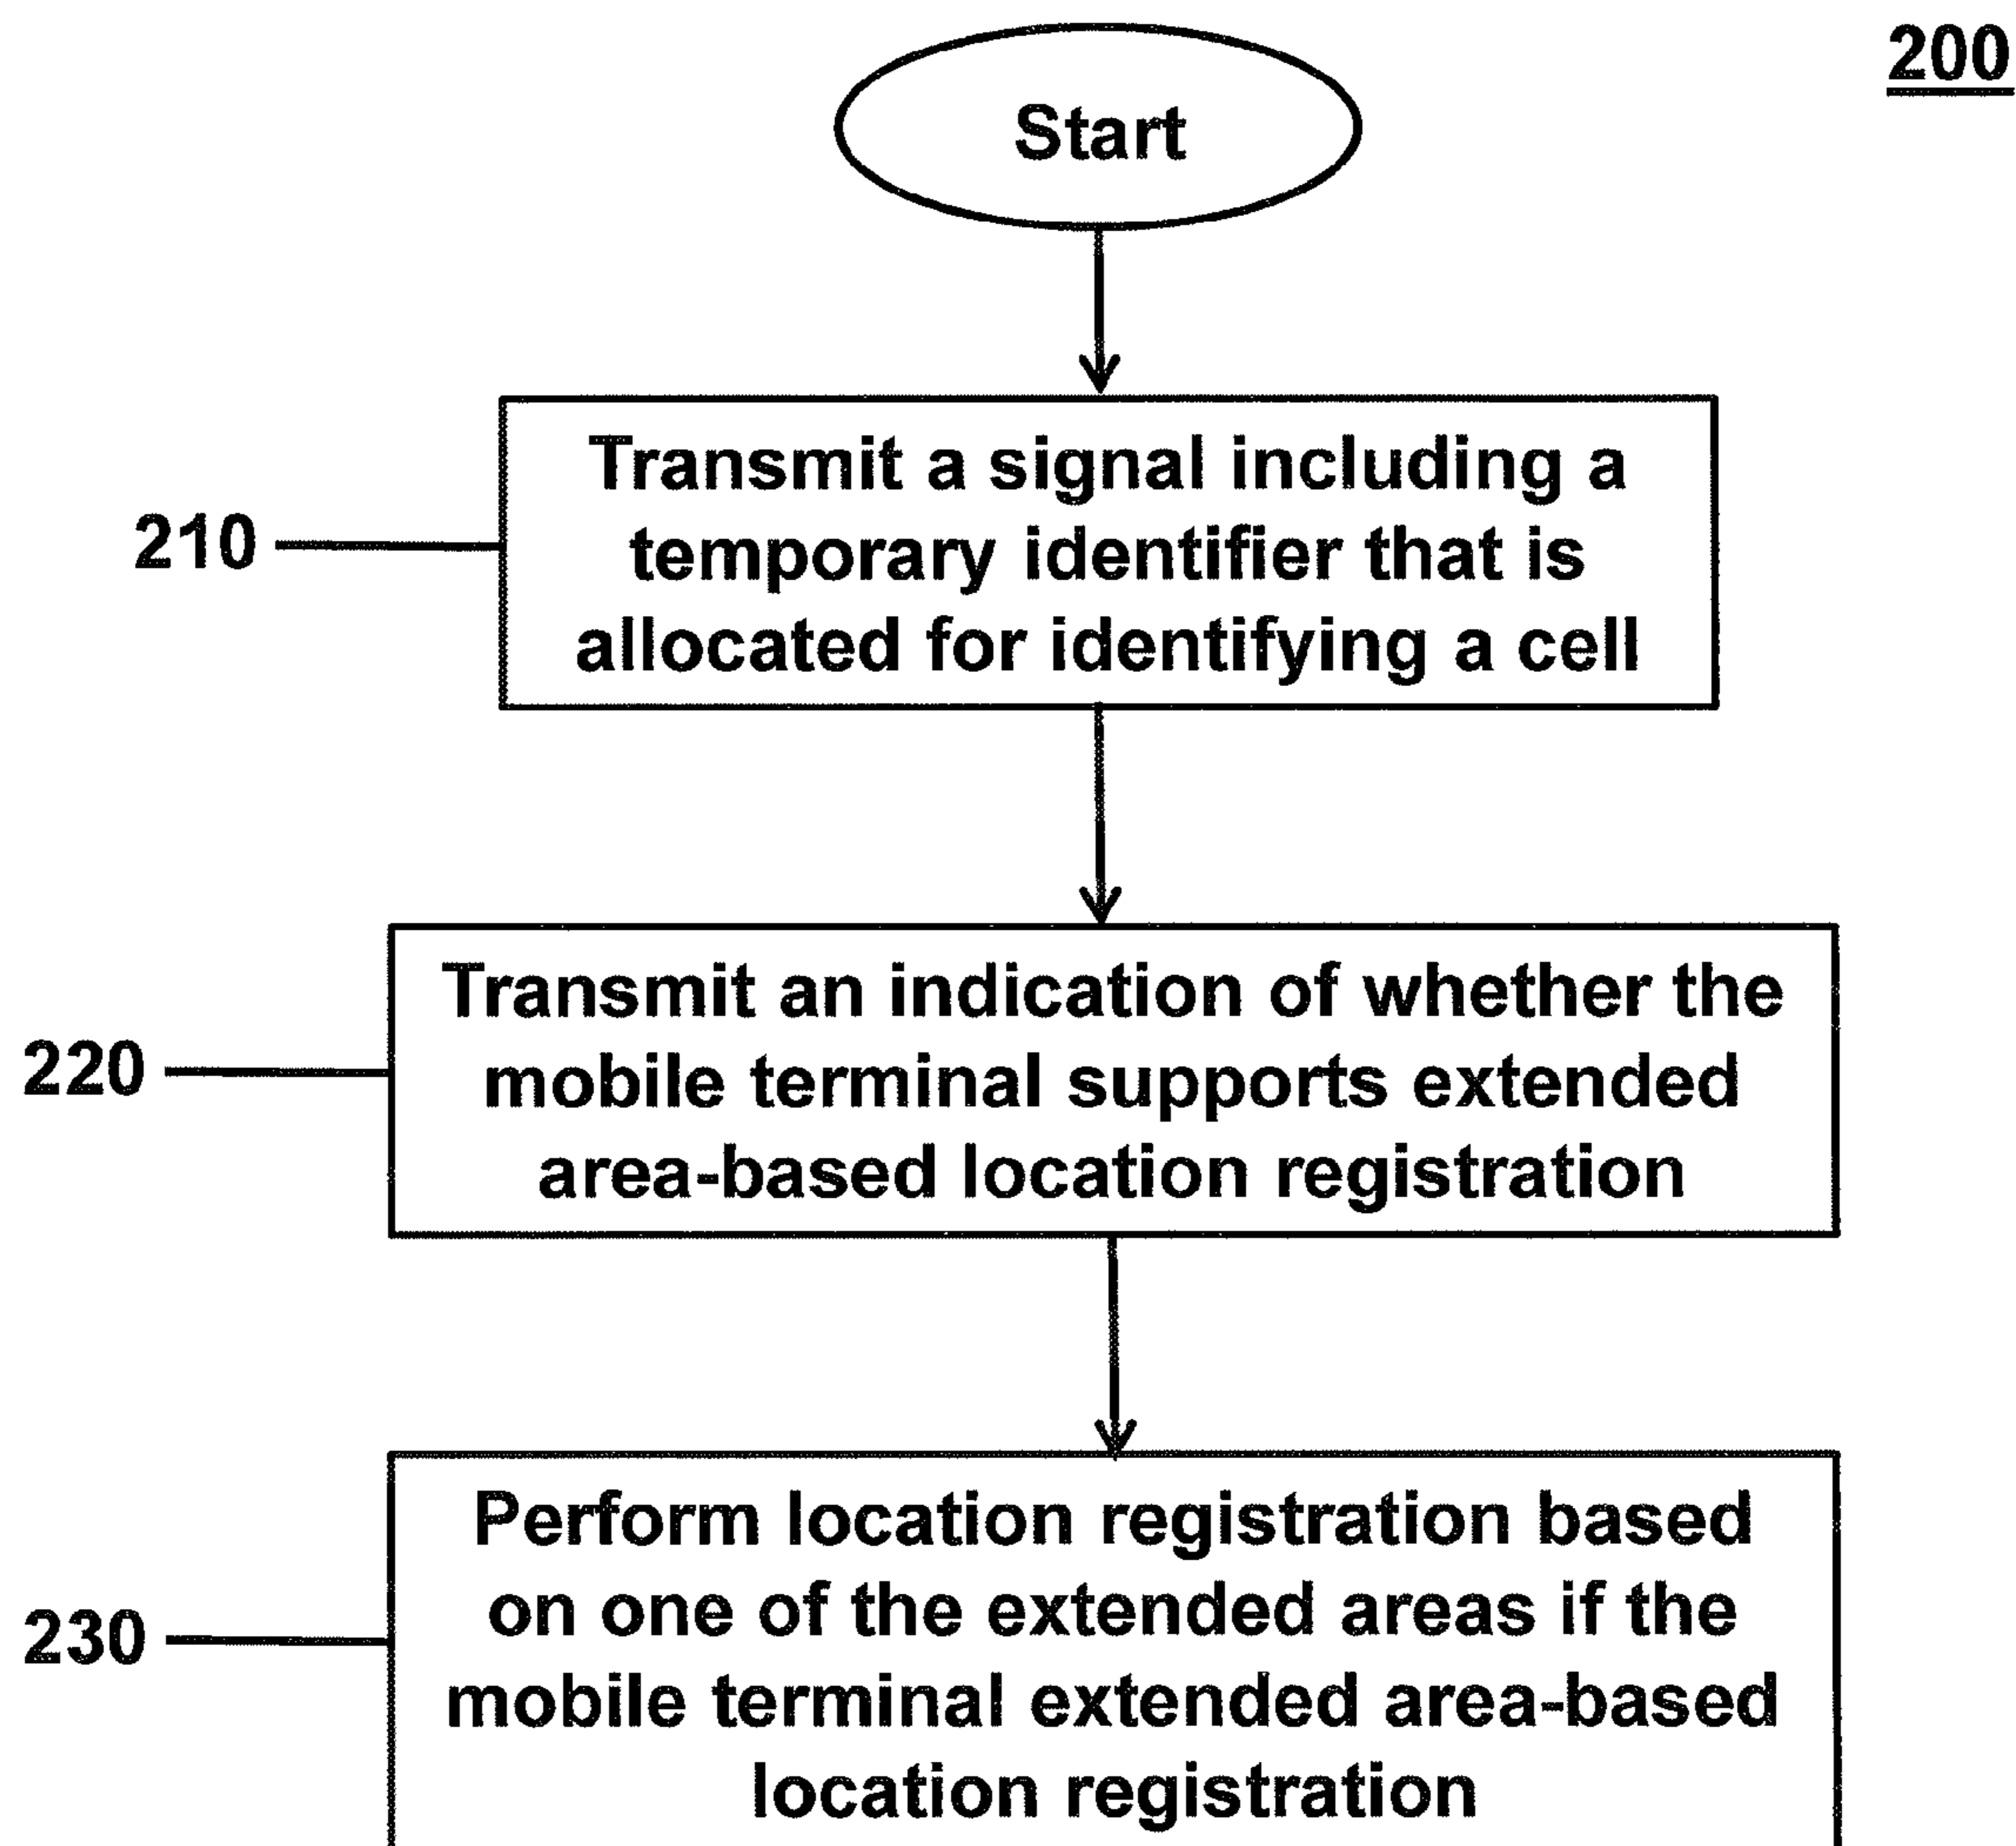 200
Start
210
Transmit a signal including a
temporary identifier that is
allocated for identifying a cell
220
Transmit an indication of whether the
mobile terminal supports extended
area-based location registration
230
Perform location registration based
on one of the extended areas if the
mobile terminal extended area-based
location registration